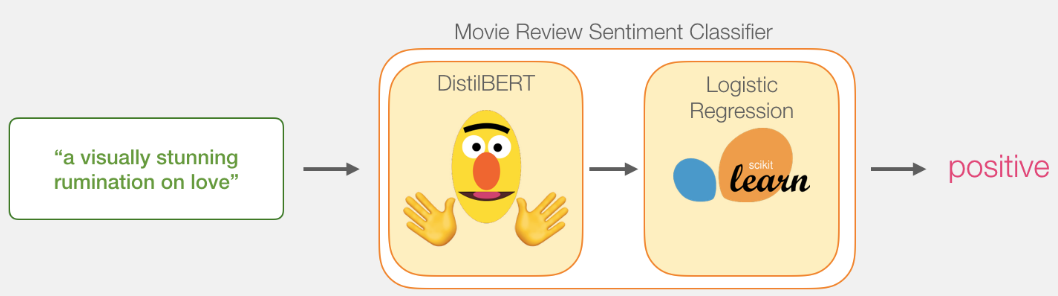 Movie Review Sentiment Classifier
DistilBERT
Logistic
Regression
“a visually stunning
rumination on love”
scikit
learn
positive